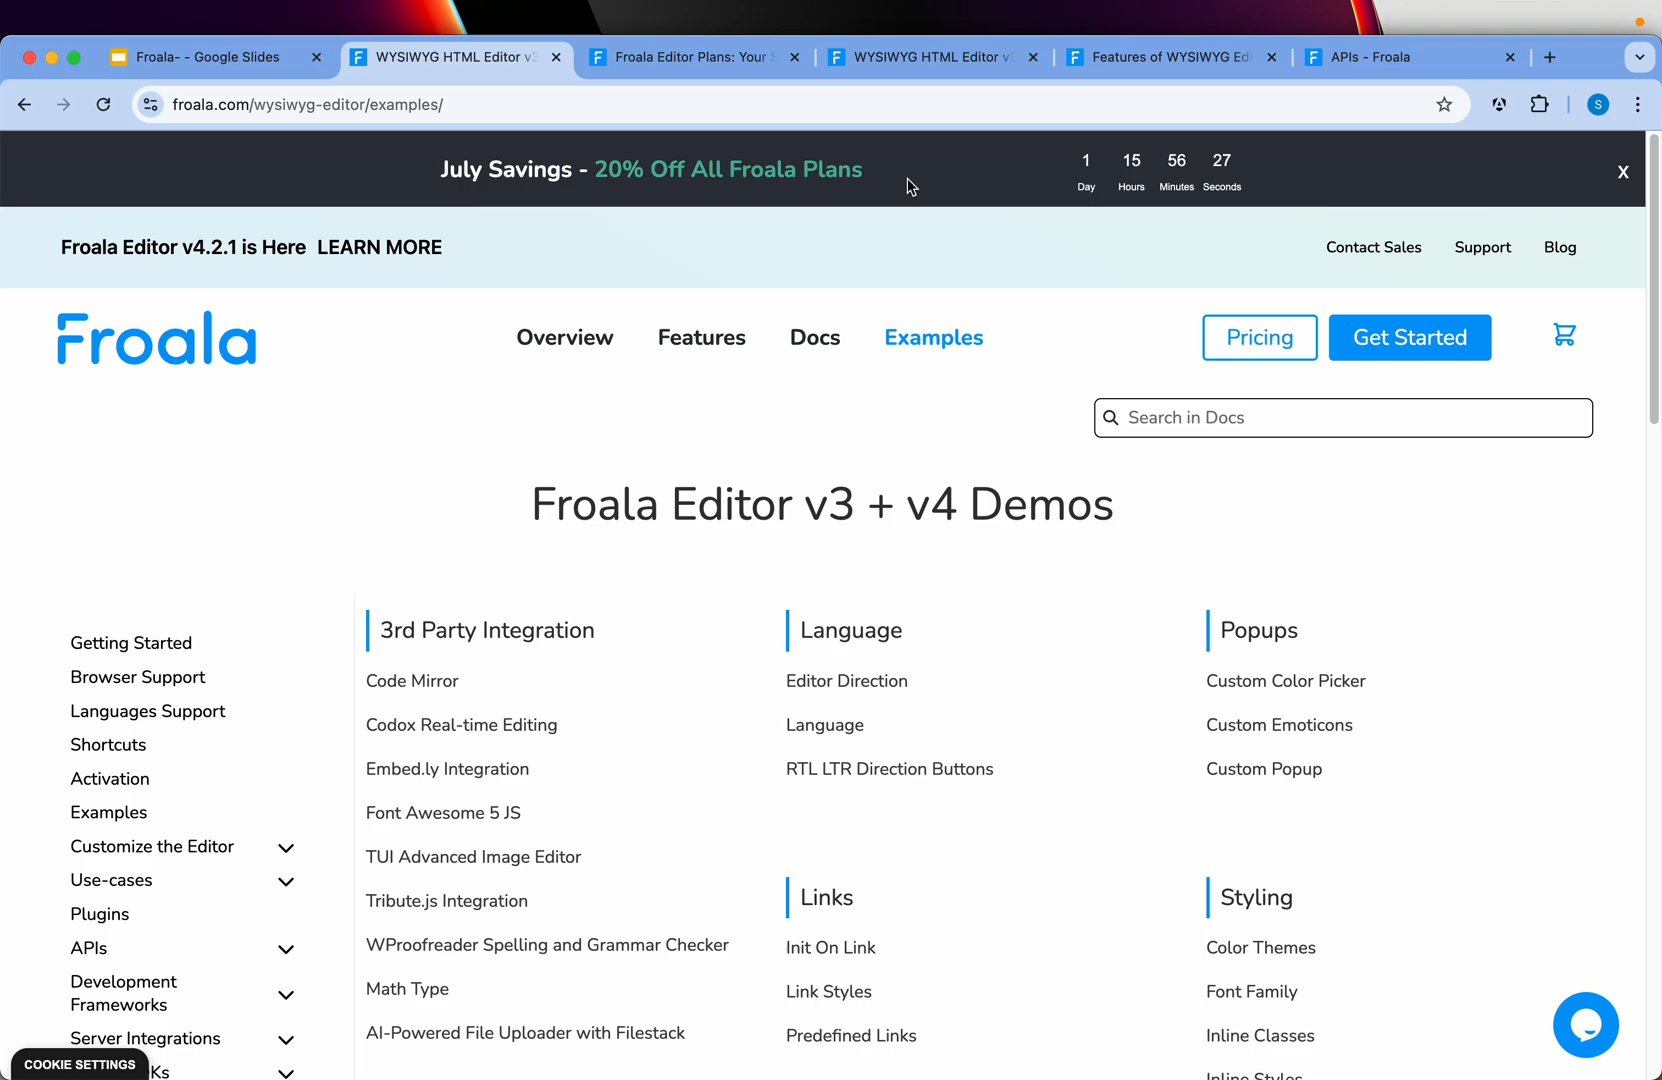 Froala- - Google Slides
WYSIWYG HTML Editor v3
Froala Editor Plans: Your S
WYSIWYG HTML Editor v3
Features of WYSIWYG Edi
APIs - Froala
froala.com/wysiwyg-editor/examples/
S
July Savings - 20% Off All Froala Plans
1 15 56 27
Day Hours Minutes Seconds
X
Froala Editor v4.2.1 is Here LEARN MORE
Contact Sales Support Blog
Froala
Overview Features Docs Examples
Pricing Get Started
Search in Docs
Froala Editor v3 + v4 Demos
Getting Started
Browser Support
Languages Support
Shortcuts
Activation
Examples
Customize the Editor
Use-cases
Plugins
APIs
Development
Frameworks
Server Integrations
Ks
COOKIE SETTINGS
3rd Party Integration
Code Mirror
Codox Real-time Editing
Embed.ly Integration
Font Awesome 5 JS
TUI Advanced Image Editor
Tribute.js Integration
WProofreader Spelling and Grammar Checker
Math Type
AI-Powered File Uploader with Filestack
Language
Editor Direction
Language
RTL LTR Direction Buttons
Links
Init On Link
Link Styles
Predefined Links
Popups
Custom Color Picker
Custom Emoticons
Custom Popup
Styling
Color Themes
Font Family
Inline Classes
Inline Styles